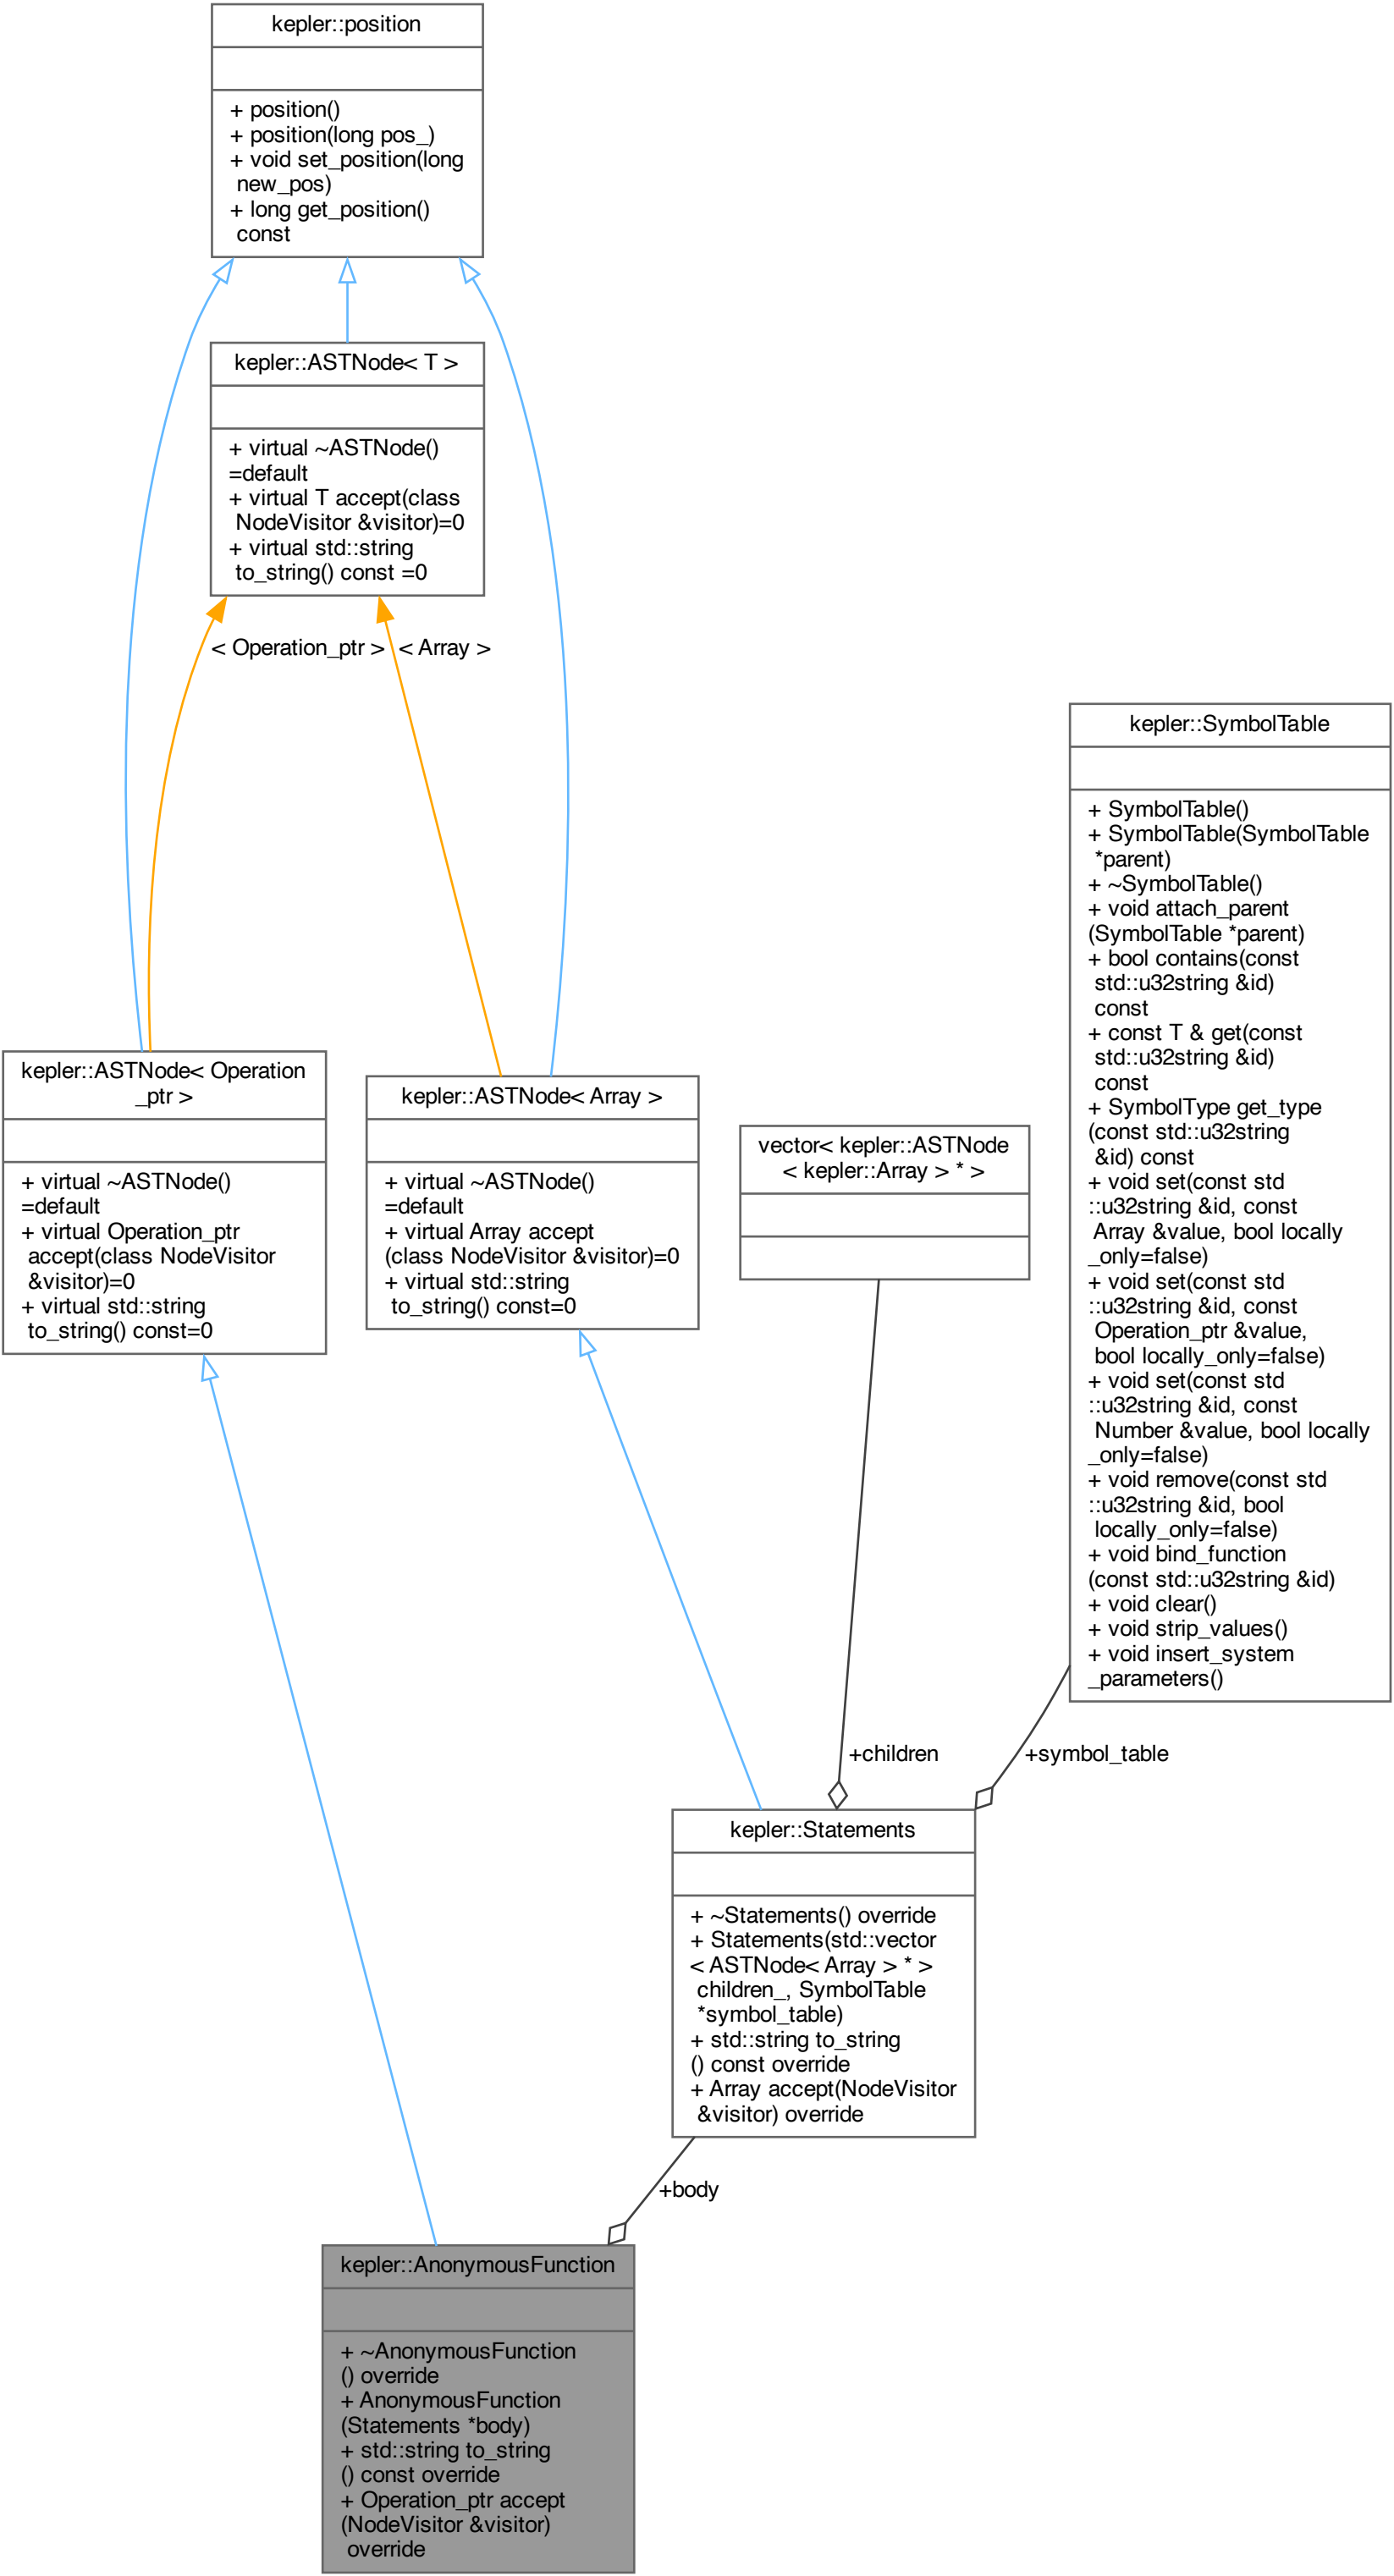 kepler::position
+ position()
+ position(long pos_)
+ void set_position(long
new_pos)
+ long get_position()
const
kepler::ASTNode< T >
+ virtual ~ASTNode()
=default
+ virtual T accept(class
NodeVisitor &visitor)=0
+ virtual std::string
to_string() const =0
< Operation_ptr >
< Array >
kepler::SymbolTable
+ SymbolTable()
+ SymbolTable(SymbolTable
*parent)
+ ~SymbolTable()
+ void attach_parent
(SymbolTable *parent)
+ bool contains(const
std::u32string &id)
const
+ const T & get(const
std::u32string &id)
const
+ SymbolType get_type
(const std::u32string
&id) const
+ void set(const std
::u32string &id, const
Array &value, bool locally
_only=false)
+ void set(const std
::u32string &id, const
Operation_ptr &value,
bool locally_only=false)
+ void set(const std
::u32string &id, const
Number &value, bool locally
_only=false)
+ void remove(const std
::u32string &id, bool
locally_only=false)
+ void bind_function
(const std::u32string &id)
+ void clear()
+ void strip_values()
+ void insert_system
_parameters()
kepler::ASTNode< Operation
_ptr >
+ virtual ~ASTNode()
=default
+ virtual Operation_ptr
accept(class NodeVisitor
&visitor)=0
+ virtual std::string
to_string() const=0
kepler::ASTNode< Array >
+ virtual ~ASTNode()
=default
+ virtual Array accept
(class NodeVisitor &visitor)=0
+ virtual std::string
to_string() const=0
vector< kepler::ASTNode
< kepler::Array > * >
+children
+symbol_table
kepler::Statements
+ ~Statements() override
+ Statements(std::vector
< ASTNode< Array > * >
children_, SymbolTable
*symbol_table)
+ std::string to_string
() const override
+ Array accept(NodeVisitor
&visitor) override
+body
kepler::AnonymousFunction
+ ~AnonymousFunction
() override
+ AnonymousFunction
(Statements *body)
+ std::string to_string
() const override
+ Operation_ptr accept
(NodeVisitor &visitor)
override